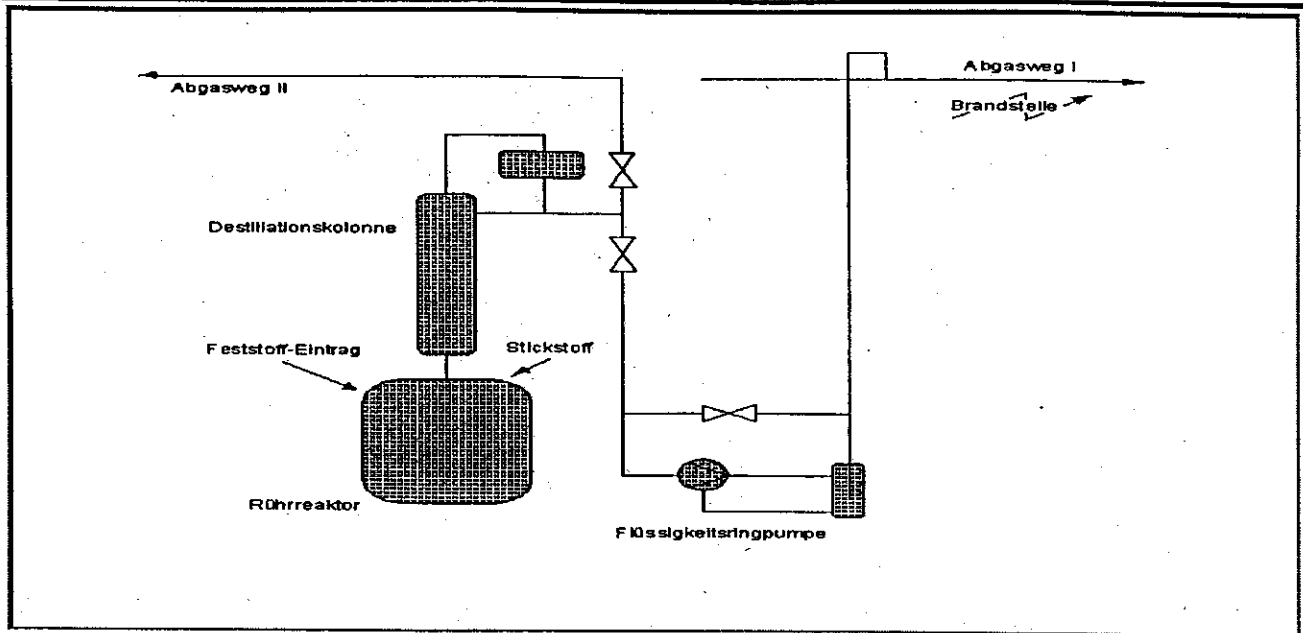 Abgasweg II
Abgasweg I
Brandstelle
Destillationskolonne
Feststoff-Eintrag
Stickstoff
Rührreaktor
Flüssigkeitsringpumpe